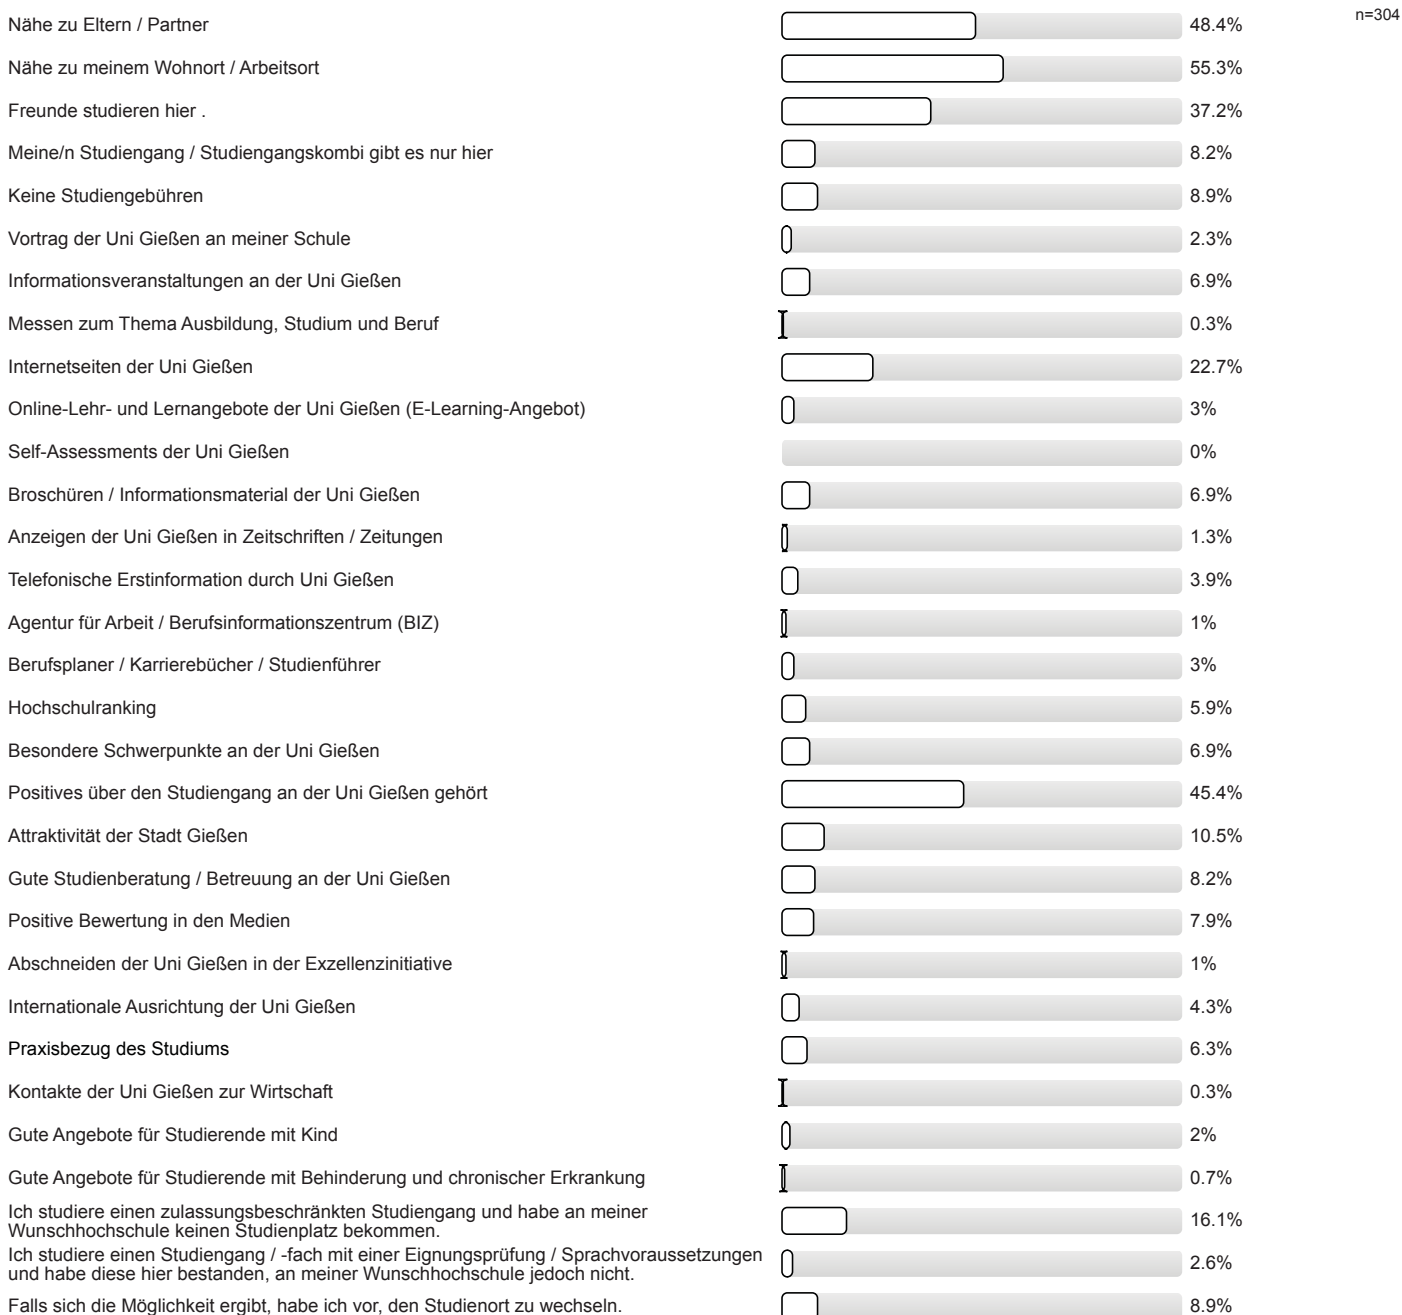 n=304
Nähe zu Eltern / Partner 48.4%
Nähe zu meinem Wohnort / Arbeitsort 55.3%
Freunde studieren hier . 37.2%
Meine/n Studiengang / Studiengangskombi gibt es nur hier 8.2%
Keine Studiengebühren 8.9%
Vortrag der Uni Gießen an meiner Schule 2.3%
Informationsveranstaltungen an der Uni Gießen 6.9%
Messen zum Thema Ausbildung, Studium und Beruf 0.3%
Internetseiten der Uni Gießen 22.7%
Online-Lehr- und Lernangebote der Uni Gießen (E-Learning-Angebot) 3%
Self-Assessments der Uni Gießen 0%
Broschüren / Informationsmaterial der Uni Gießen 6.9%
Anzeigen der Uni Gießen in Zeitschriften / Zeitungen 1.3%
Telefonische Erstinformation durch Uni Gießen 3.9%
Agentur für Arbeit / Berufsinformationszentrum (BIZ) 1%
Berufsplaner / Karrierebücher / Studienführer 3%
Hochschulranking 5.9%
Besondere Schwerpunkte an der Uni Gießen 6.9%
Positives über den Studiengang an der Uni Gießen gehört 45.4%
Attraktivität der Stadt Gießen 10.5%
Gute Studienberatung / Betreuung an der Uni Gießen 8.2%
Positive Bewertung in den Medien 7.9%
Abschneiden der Uni Gießen in der Exzellenzinitiative 1%
Internationale Ausrichtung der Uni Gießen 4.3%
Praxisbezug des Studiums 6.3%
Kontakte der Uni Gießen zur Wirtschaft 0.3%
Gute Angebote für Studierende mit Kind 2%
Gute Angebote für Studierende mit Behinderung und chronischer Erkrankung 0.7%
Ich studiere einen zulassungsbeschränkten Studiengang und habe an meiner
Wunschhochschule keinen Studienplatz bekommen. 16.1%
Ich studiere einen Studiengang / -fach mit einer Eignungsprüfung / Sprachvoraussetzungen
und habe diese hier bestanden, an meiner Wunschhochschule jedoch nicht. 2.6%
Falls sich die Möglichkeit ergibt, habe ich vor, den Studienort zu wechseln. 8.9%